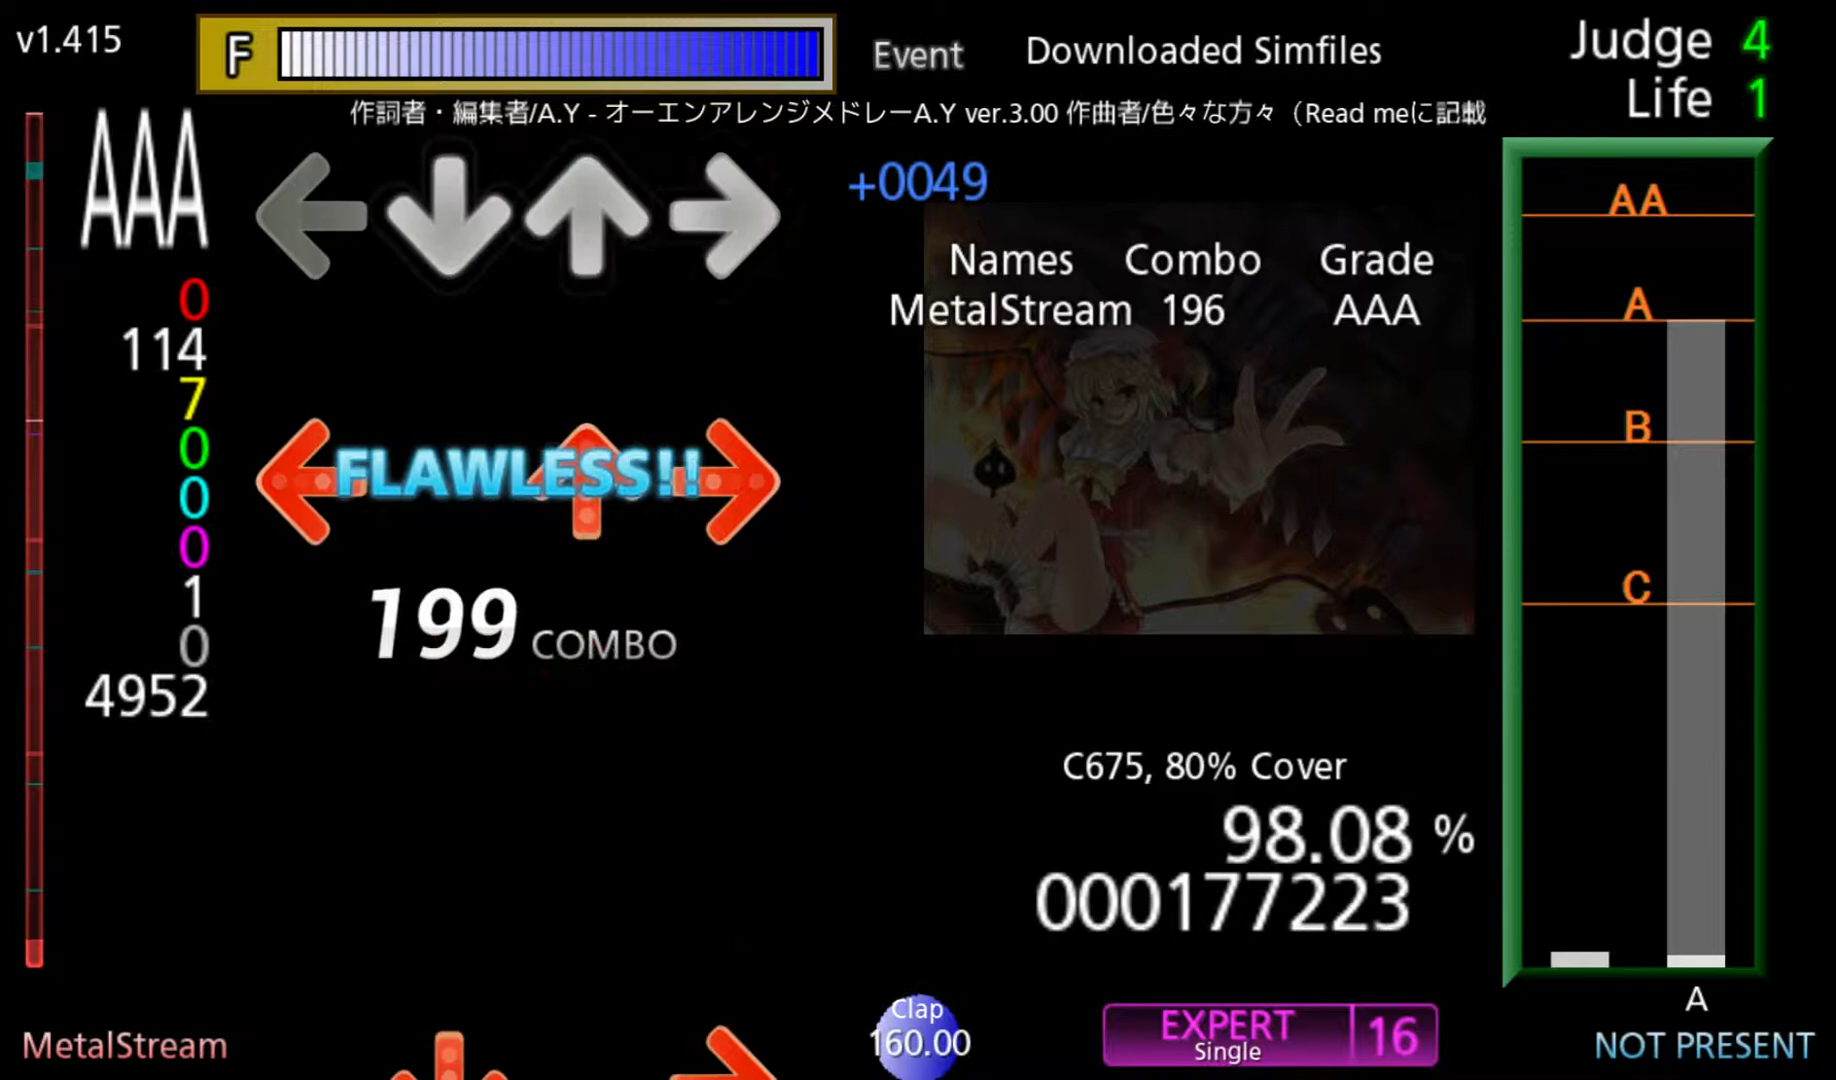 v1.415
F
Event
Downloaded Simfiles
Judge 4
Life 1
作詞者・編集者/A.Y - オーエンアレンジメドレーA.Y ver.3.00 作曲者/色々な方々（Read meに記載
AAA
+0049
0
114
7
0
0
0
1
0
4952
Names Combo Grade
MetalStream 196 AAA
FLAWLESS!!
199 COMBO
AA
A
B
C
C675, 80% Cover
98.08 %
000177223
A
MetalStream
Clap
160.00
EXPERT
Single
16
NOT PRESENT